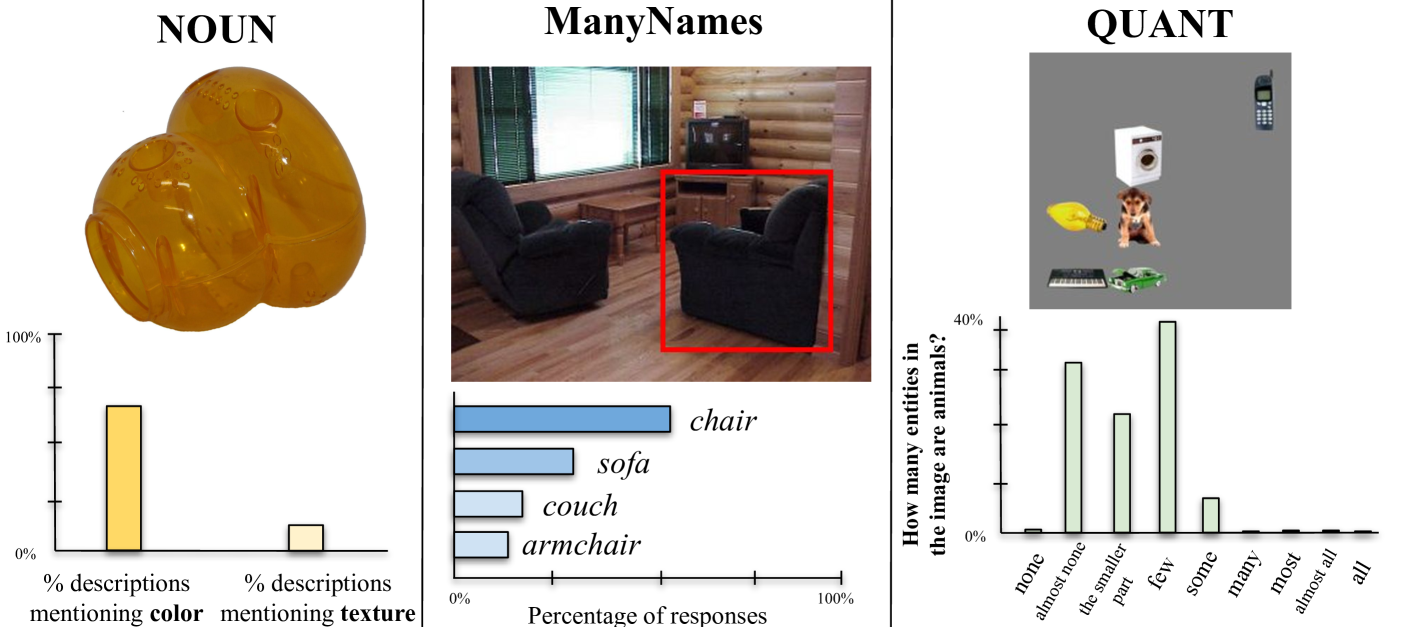 NOUN
100%
0%
% descriptions
mentioning color
% descriptions
mentioning texture
ManyNames
chair
sofa
couch
armchair
0%
100%
Percentage of responses
QUANT
How many entities in
the image are animals?
40%
0%
none
almost none
the smaller
part
few
some
many
most
almost all
all